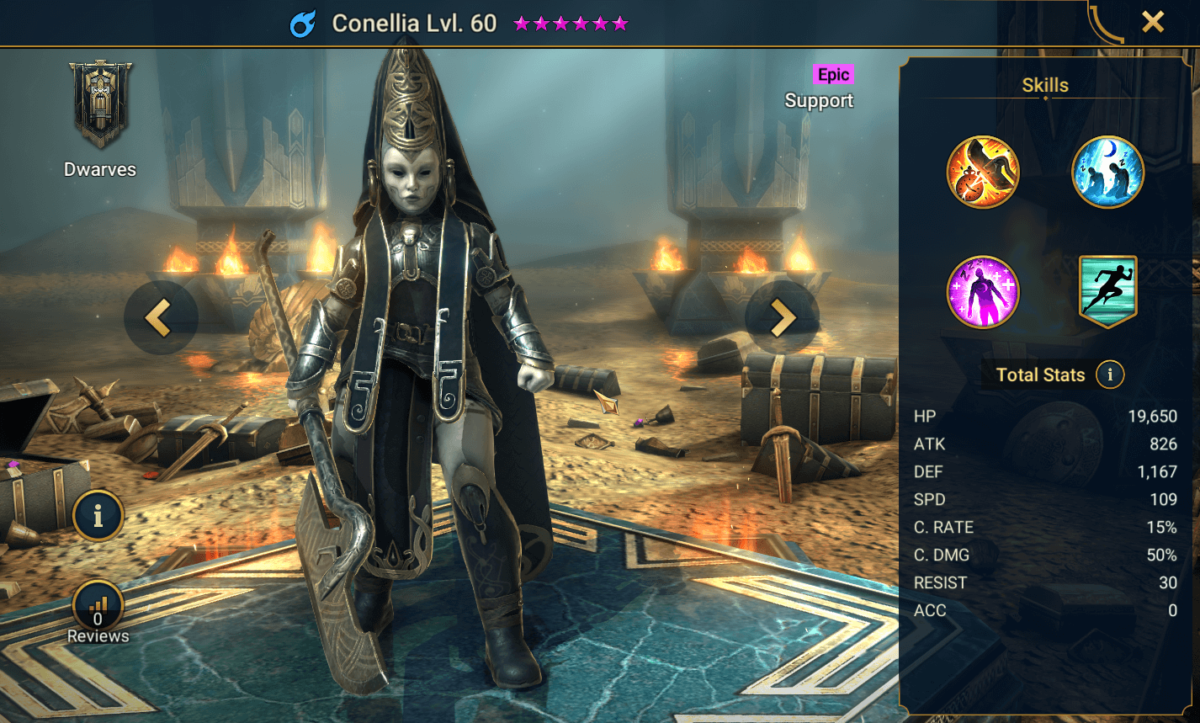 Conellia Lvl. 60
Epic
Support
Dwarves
Skills
Total Stats i
HP 19,650
ATK 826
DEF 1,167
SPD 109
C. RATE 15%
C. DMG 50%
RESIST 30
ACC 0
i
0
Reviews